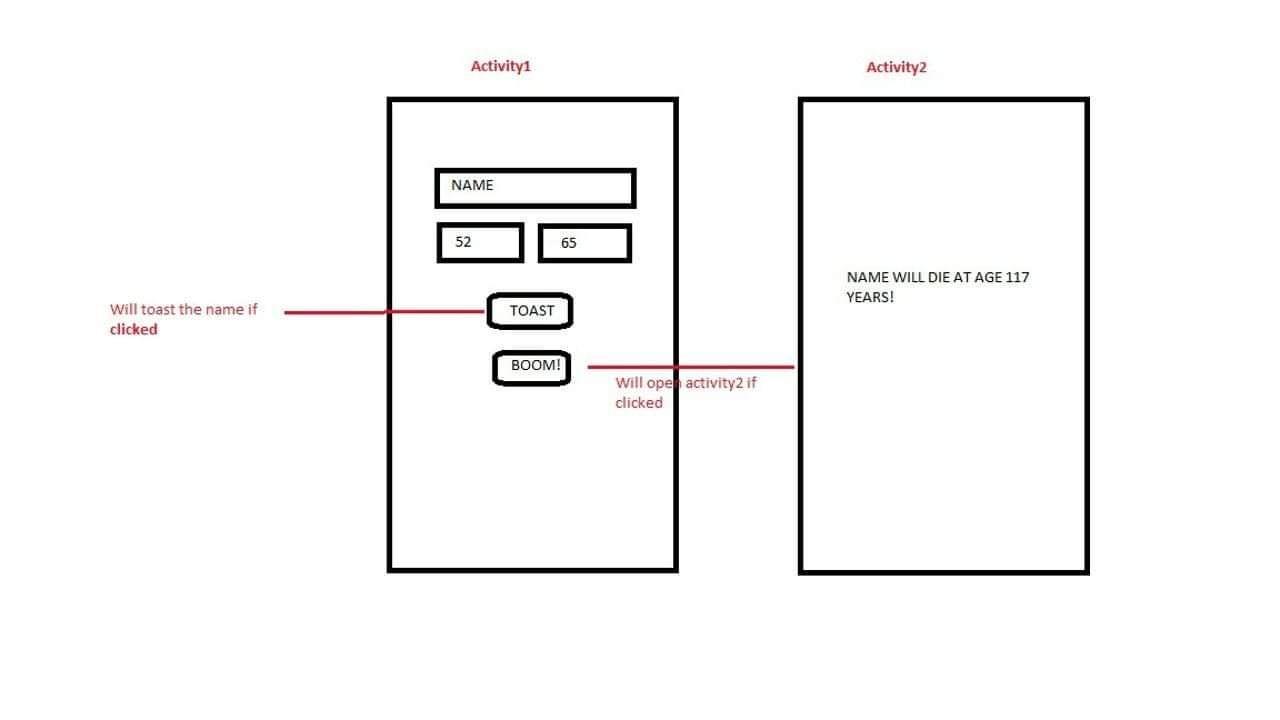 Activity1
Activity2
NAME
52
65
Will toast the name if
clicked
TOAST
BOOM!
Will open activity2 if
clicked
NAME WILL DIE AT AGE 117
YEARS!